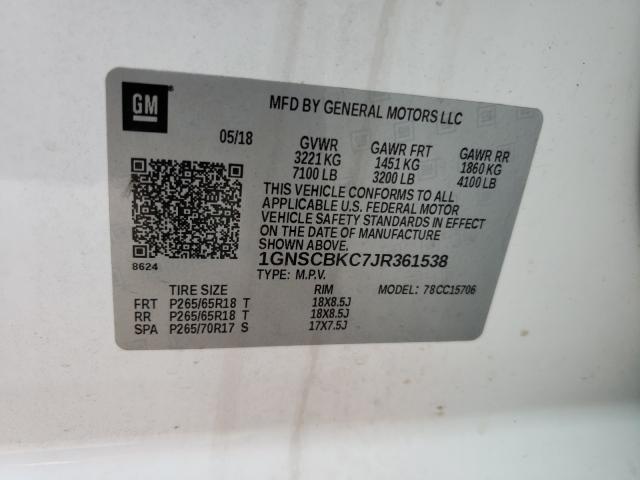 GM
MFD BY GENERAL MOTORS LLC
05/18 GVWR GAWR FRT GAWR RR
3221 KG 1451 KG 1860 KG
7100 LB 3200 LB 4100 LB
THIS VEHICLE CONFORMS TO ALL
APPLICABLE U.S. FEDERAL MOTOR
VEHICLE SAFETY STANDARDS IN EFFECT
ON THE DATE OF MANUFACTURE
SHOWN ABOVE.
8624
1GNSCBKC7JR361538
TYPE: M.P.V. MODEL: 78CC15706
TIRE SIZE RIM
FRT P265/65R18 T 18X8.5J
RR P265/65R18 T 18X8.5J
SPA P265/70R17 S 17X7.5J